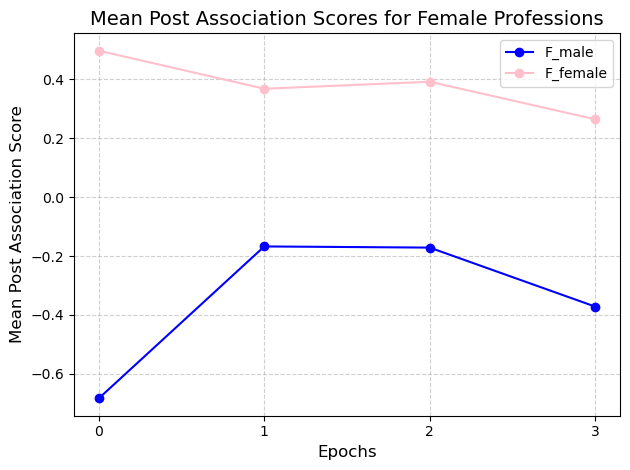 Mean Post Association Scores for Female Professions
F_male
F_female
Mean Post Association Score
0.4
0.2
0.0
−0.2
−0.4
−0.6
0 1 2 3
Epochs